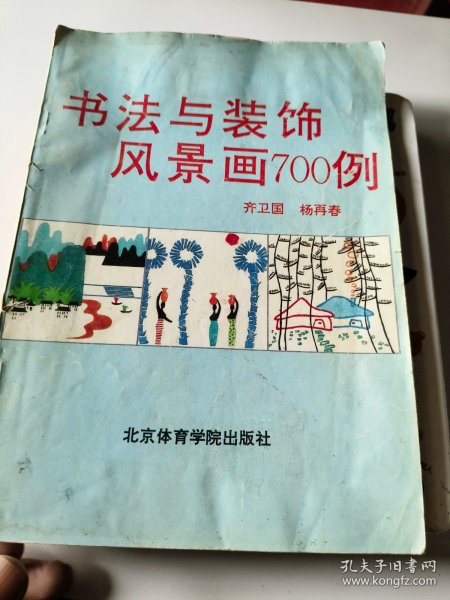 书法与装饰
风景画700例
齐卫国 杨再春
北京体育学院出版社
孔夫子旧书网
www.kongfz.com